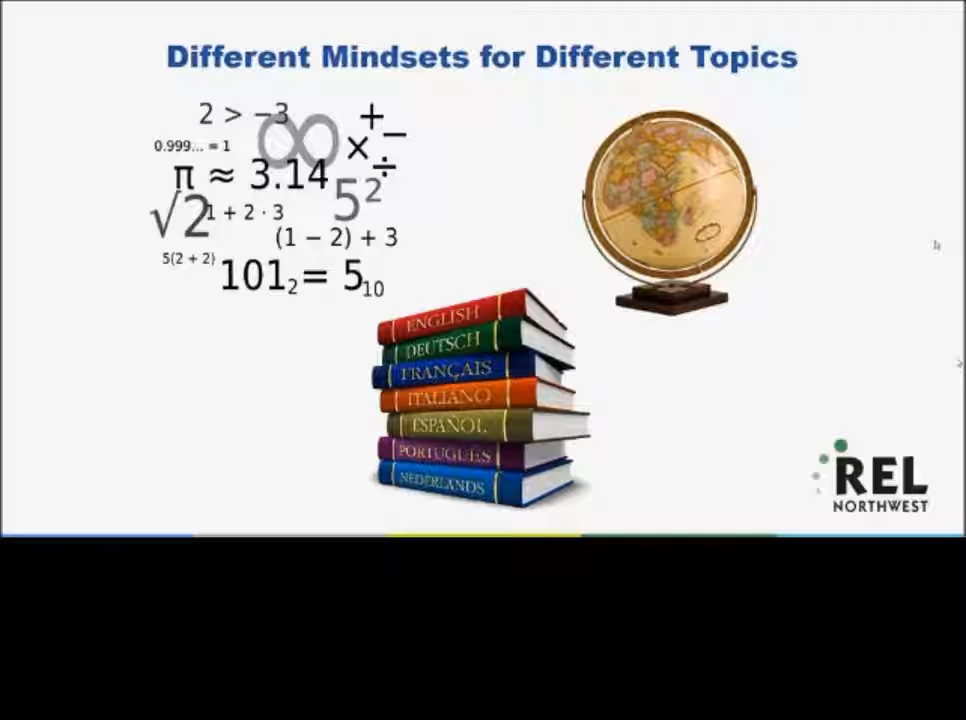 Different Mindsets for Different Topics
2 > −3
∞
+
−
×
÷
0.999... = 1
π ≈ 3.14
√2
1 + 2 · 3
5²
(1 − 2) + 3
5(2 + 2)
101₂= 5₁₀
ENGLISH
DEUTSCH
FRANÇAIS
ITALIANO
ESPAÑOL
PORTUGUÊS
NEDERLANDS
REL
NORTHWEST